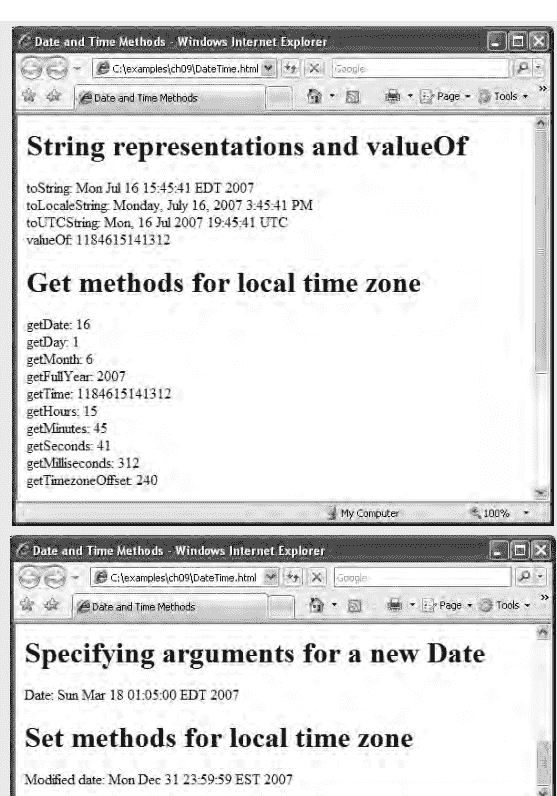 Date and Time Methods - Windows Internet Explorer
C:\examples\ch09\DateTime.html Google
Date and Time Methods Page Tools
String representations and valueOf
toString: Mon Jul 16 15:45:41 EDT 2007
toLocaleString: Monday, July 16, 2007 3:45:41 PM
toUTCString: Mon, 16 Jul 2007 19:45:41 UTC
valueOf: 1184615141312
Get methods for local time zone
getDate: 16
getDay: 1
getMonth: 6
getFullYear: 2007
getTime: 1184615141312
getHours: 15
getMinutes: 45
getSeconds: 41
getMilliseconds: 312
getTimezoneOffset: 240
My Computer 100%
Date and Time Methods - Windows Internet Explorer
C:\examples\ch09\DateTime.html Google
Date and Time Methods Page Tools
Specifying arguments for a new Date
Date: Sun Mar 18 01:05:00 EDT 2007
Set methods for local time zone
Modified date: Mon Dec 31 23:59:59 EST 2007